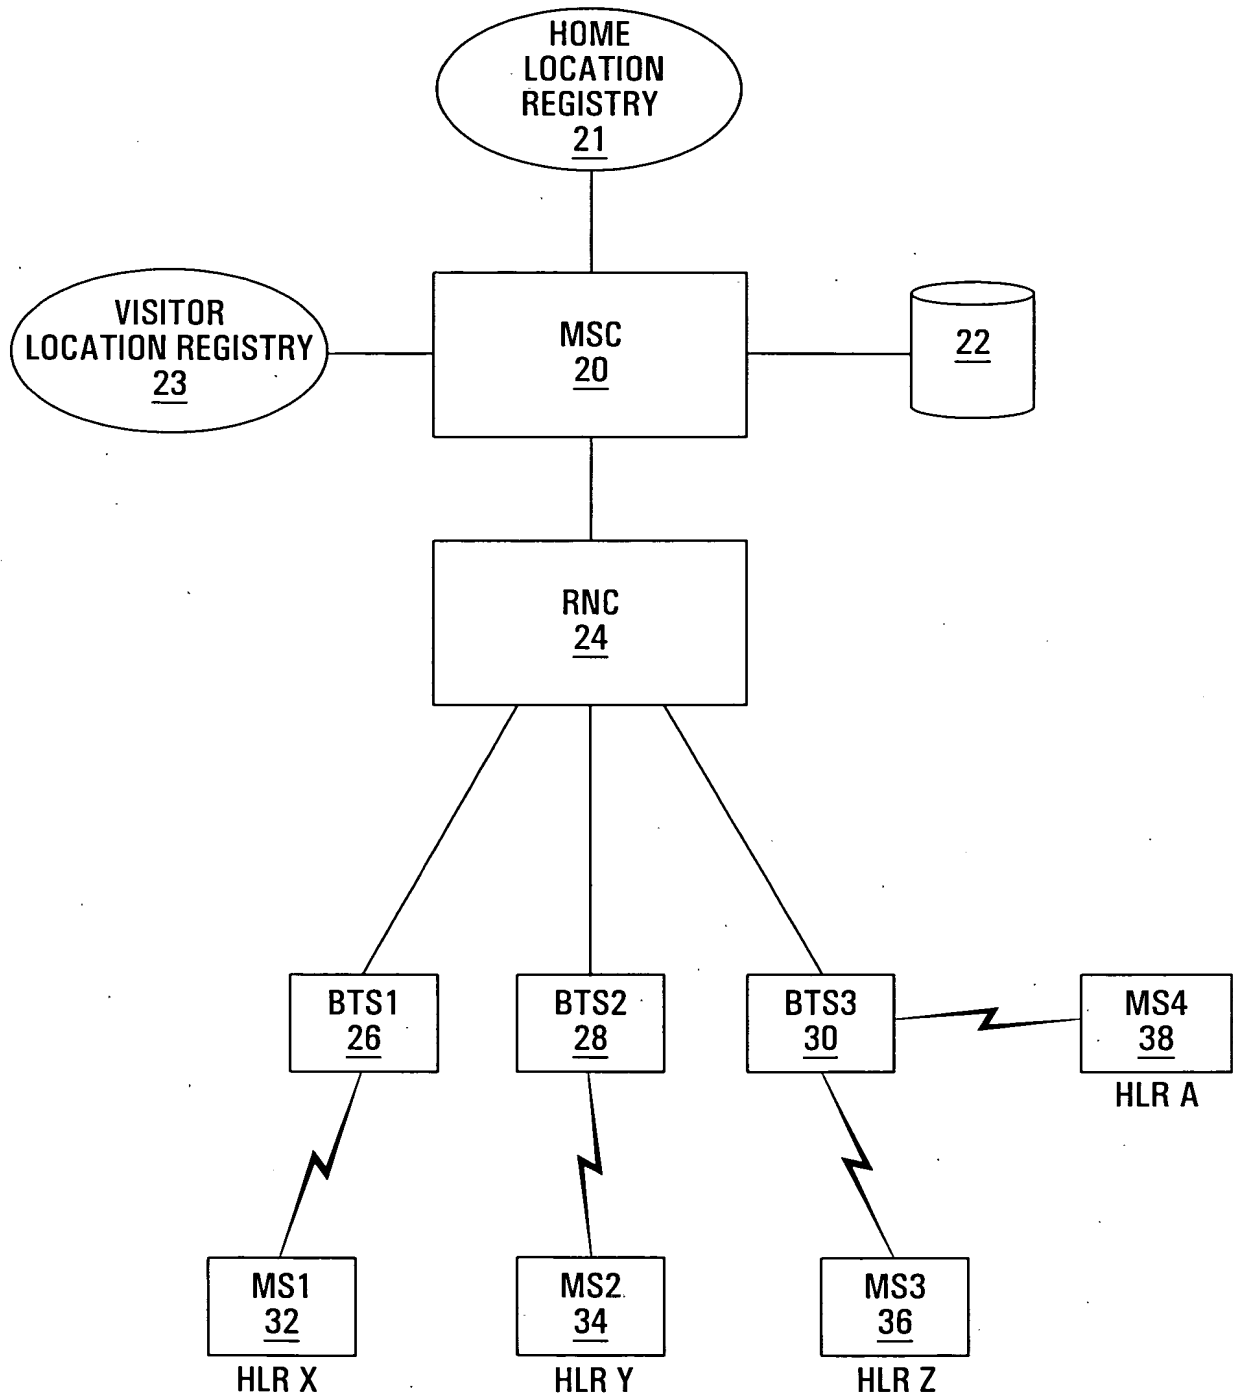 HOME
LOCATION
REGISTRY
21
VISITOR
LOCATION REGISTRY
23
MSC
20
22
RNC
24
BTS1
26
BTS2
28
BTS3
30
MS4
38
HLR A
MS1
32
HLR X
MS2
34
HLR Y
MS3
36
HLR Z